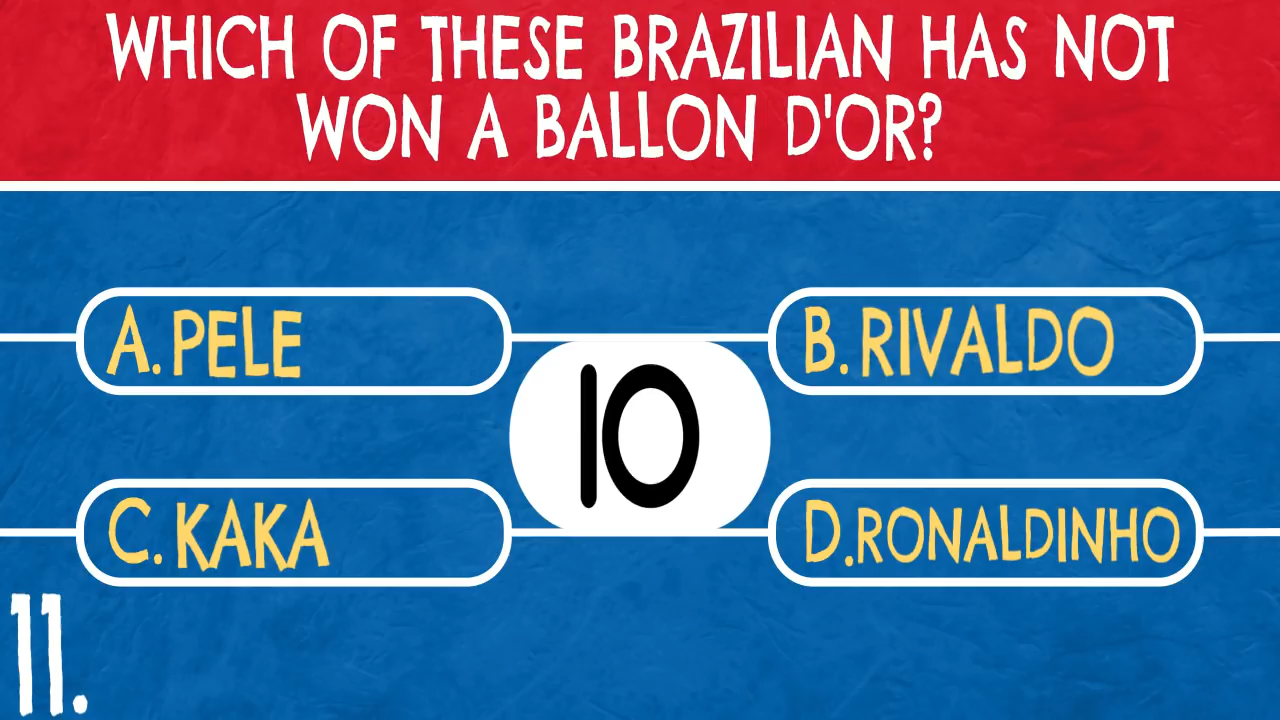 WHICH OF THESE BRAZILIAN HAS NOT
WON A BALLON D'OR?
A. PELE
B. RIVALDO
10
C. KAKA
D. RONALDINHO
11.